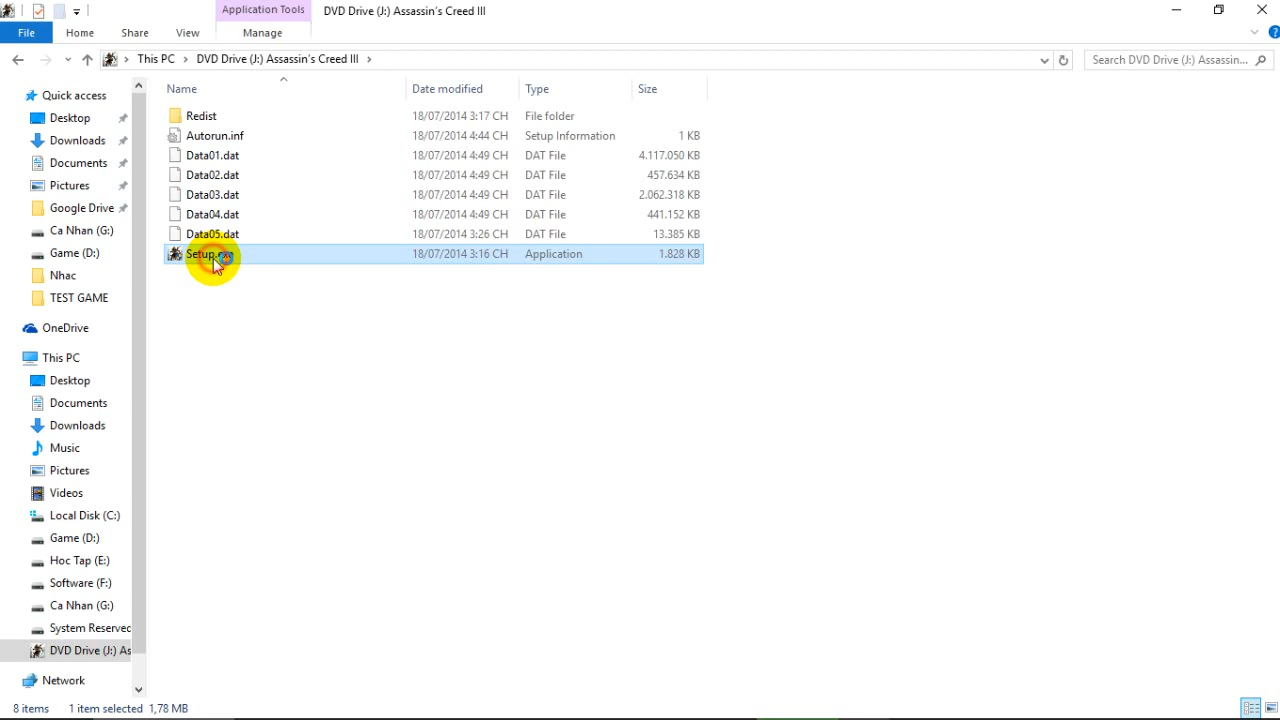 Application Tools DVD Drive (J:) Assassin's Creed III
File Home Share View Manage
This PC DVD Drive (J:) Assassin's Creed III Search DVD Drive (J:) Assassin...
Name Date modified Type Size
Quick access
Desktop
Downloads
Documents
Pictures
Google Drive
Ca Nhan (G:)
Game (D:)
Nhac
TEST GAME
OneDrive
This PC
Desktop
Documents
Downloads
Music
Pictures
Videos
Local Disk (C:)
Game (D:)
Hoc Tap (E:)
Software (F:)
Ca Nhan (G:)
System Reserved
DVD Drive (J:) As
Network
Redist 18/07/2014 3:17 CH File folder
Autorun.inf 18/07/2014 4:44 CH Setup Information 1 KB
Data01.dat 18/07/2014 4:49 CH DAT File 4.117.050 KB
Data02.dat 18/07/2014 4:49 CH DAT File 457.634 KB
Data03.dat 18/07/2014 4:49 CH DAT File 2.062.318 KB
Data04.dat 18/07/2014 4:49 CH DAT File 441.152 KB
Data05.dat 18/07/2014 3:26 CH DAT File 13.385 KB
Setup.exe 18/07/2014 3:16 CH Application 1.828 KB
8 items 1 item selected 1,78 MB